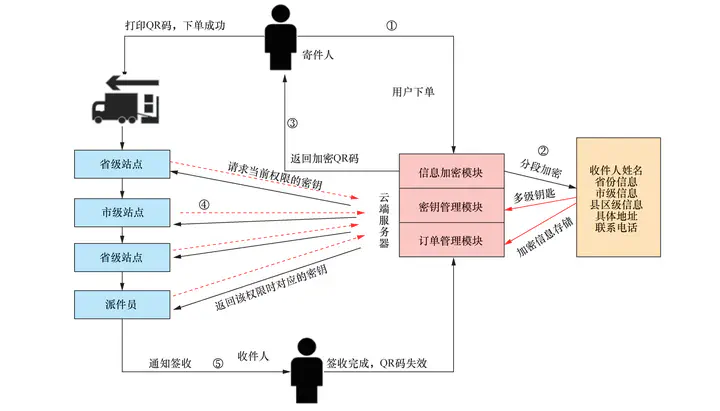 打印QR码，下单成功
①
寄件人
用户下单
③
返回加密QR码
②
分段加密
省级站点
请求当前权限的密钥
信息加密模块
收件人姓名
省份信息
市级信息
县区级信息
具体地址
联系电话
多级钥匙
市级站点
④
云端服务器
密钥管理模块
加密信息存储
省级站点
订单管理模块
派件员
返回该权限时对应的密钥
通知签收
⑤
收件人
签收完成，QR码失效